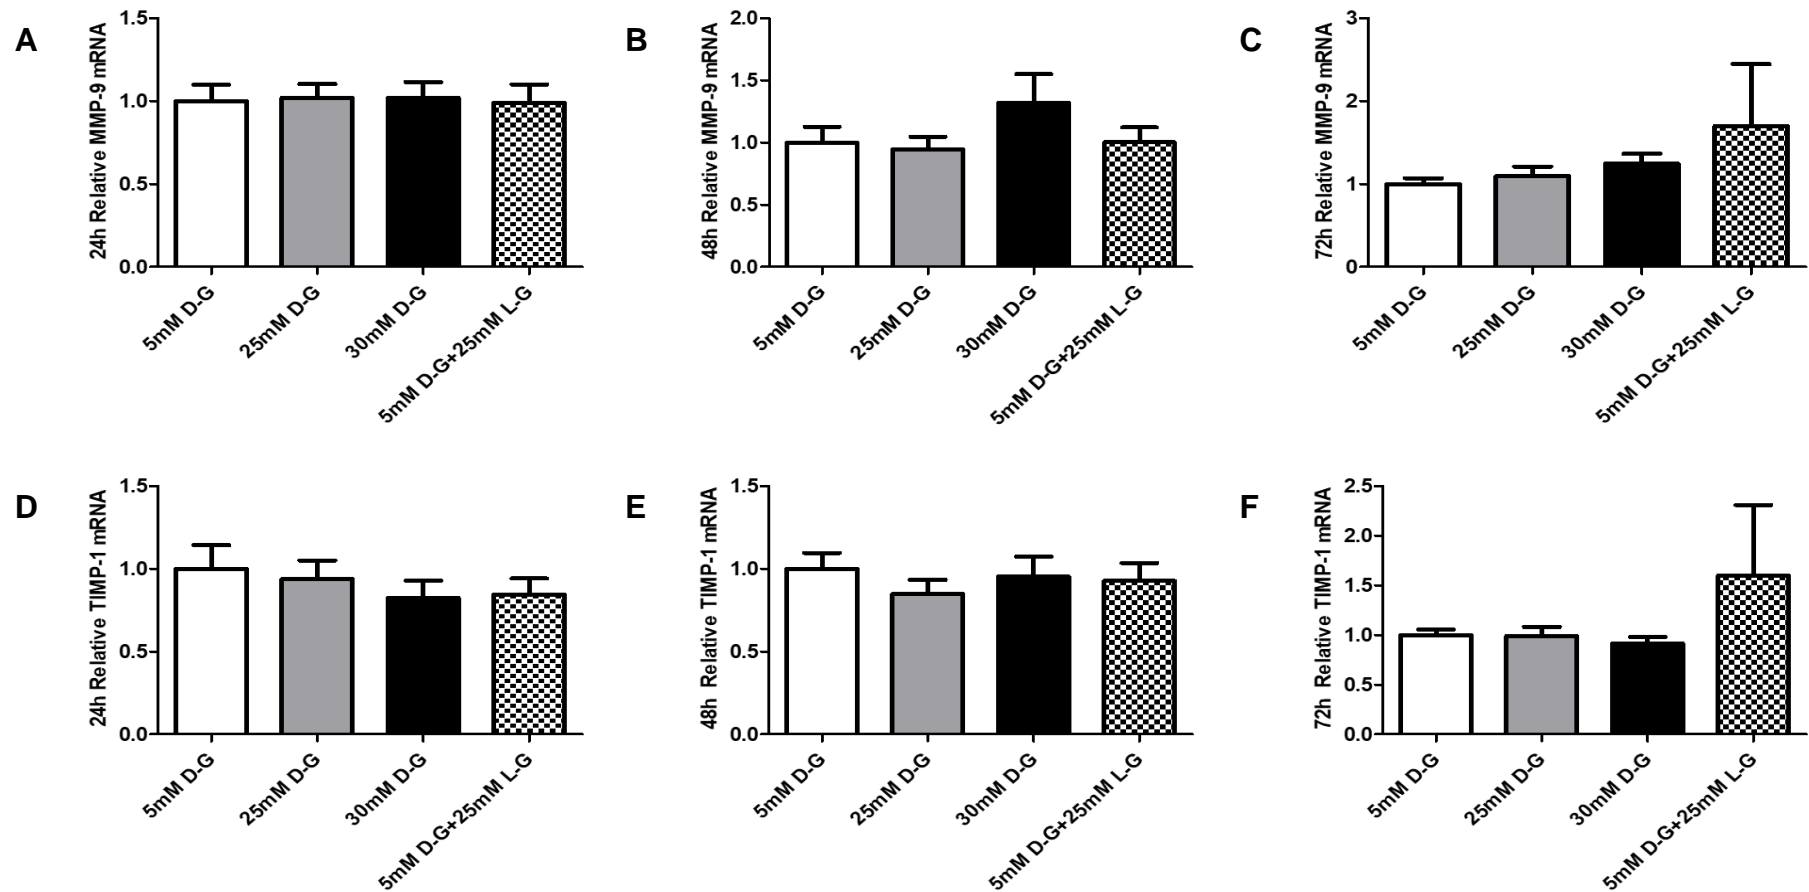 A
24h Relative MMP-9 mRNA
1.5
1.0
0.5
0.0
5mM D-G
25mM D-G
30mM D-G
5mM D-G+25mM L-G
B
48h Relative MMP-9 mRNA
2.0
1.5
1.0
0.5
0.0
5mM D-G
25mM D-G
30mM D-G
5mM D-G+25mM L-G
C
72h Relative MMP-9 mRNA
3
2
1
0
5mM D-G
25mM D-G
30mM D-G
5mM D-G+25mM L-G
D
24h Relative TIMP-1 mRNA
1.5
1.0
0.5
0.0
5mM D-G
25mM D-G
30mM D-G
5mM D-G+25mM L-G
E
48h Relative TIMP-1 mRNA
1.5
1.0
0.5
0.0
5mM D-G
25mM D-G
30mM D-G
5mM D-G+25mM L-G
F
72h Relative TIMP-1 mRNA
2.5
2.0
1.5
1.0
0.5
0.0
5mM D-G
25mM D-G
30mM D-G
5mM D-G+25mM L-G